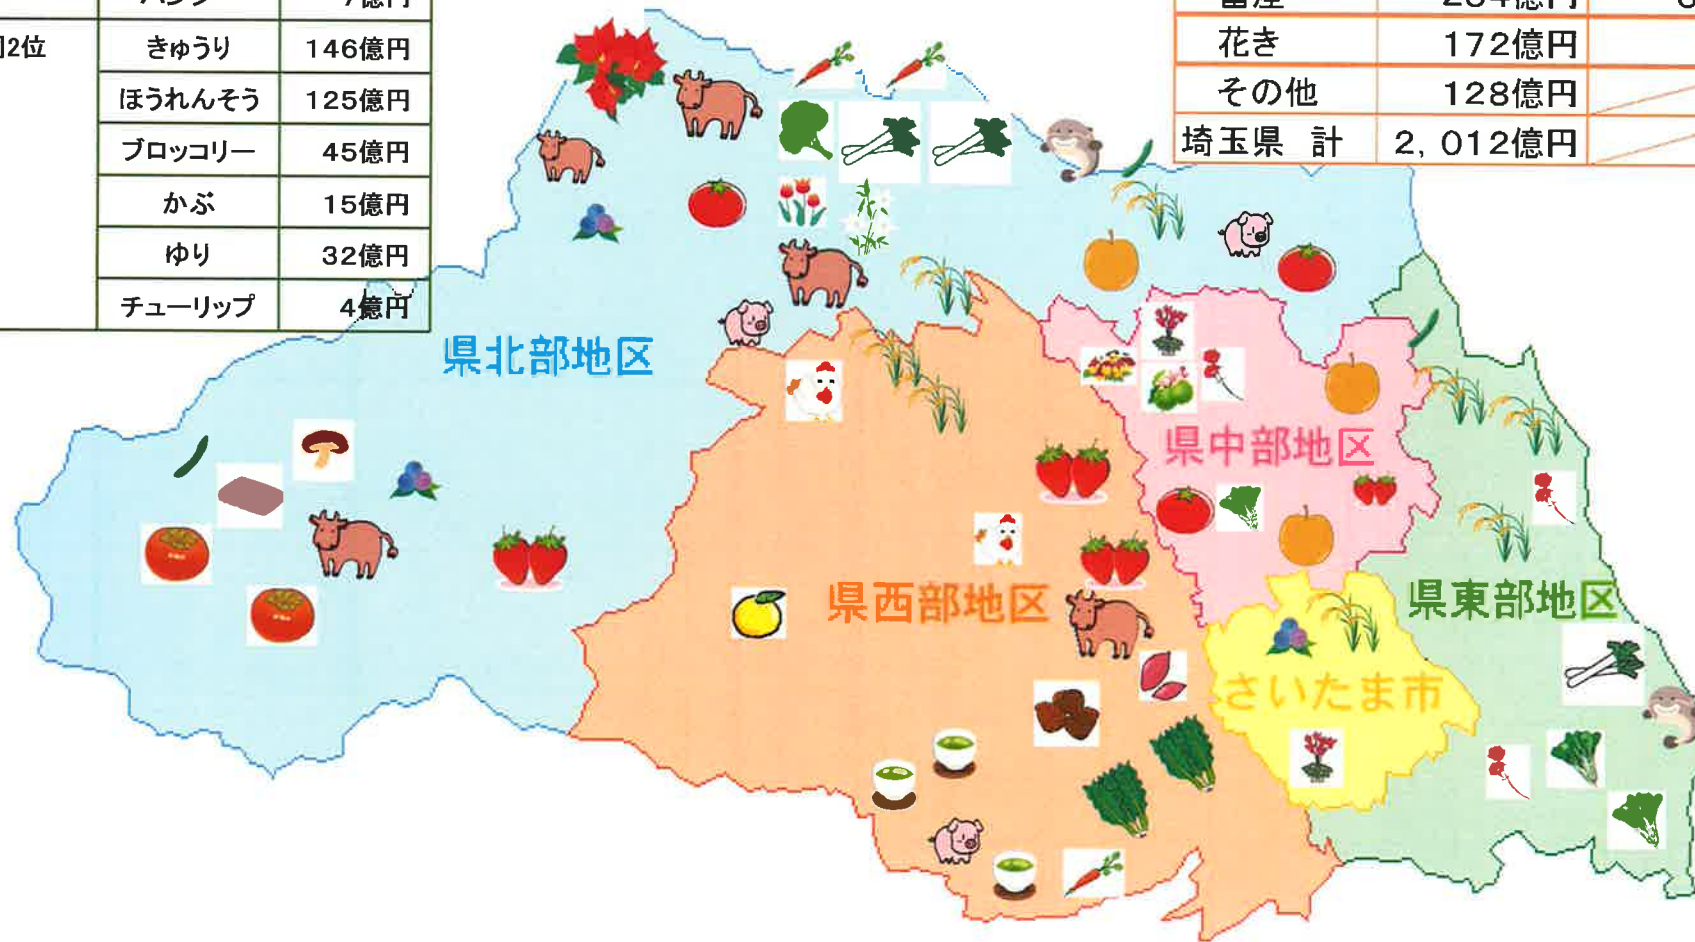 2位
きゅうり 146億円
ほうれんそう 125億円
ブロッコリー 45億円
かぶ 15億円
ゆり 32億円
チューリップ 4億円
花き 172億円
その他 128億円
埼玉県 計 2,012億円
県北部地区
県中部地区
県西部地区
県東部地区
さいたま市